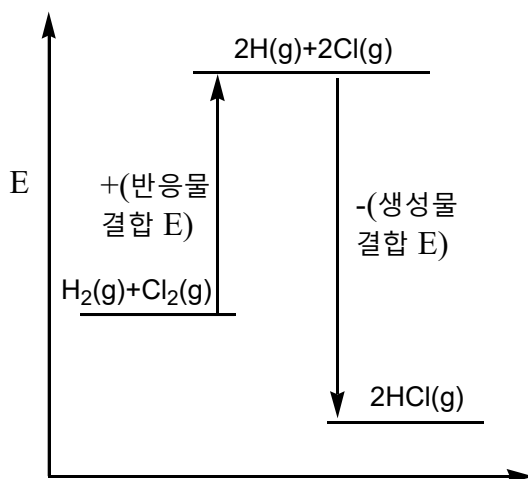 2H(g)+2Cl(g)
E
+(반응물
결합 E)
-(생성물
결합 E)
H₂(g)+Cl₂(g)
2HCl(g)